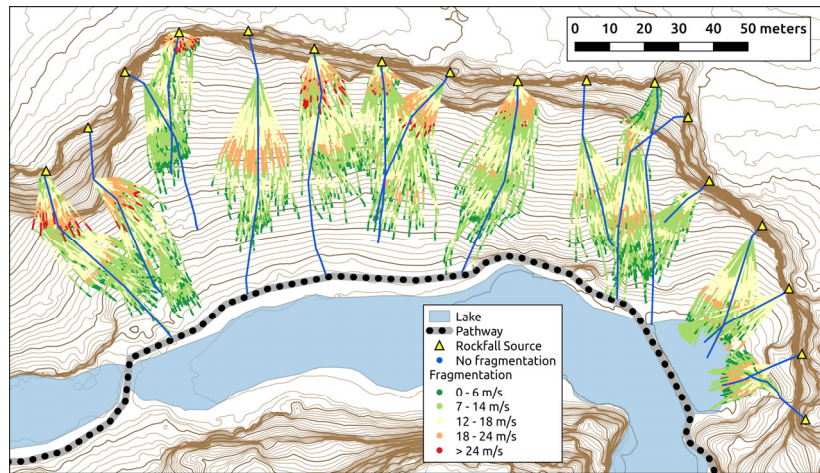 0 10 20 30 40 50 meters
Lake
Pathway
Rockfall Source
No fragmentation
Fragmentation
0 - 6 m/s
7 - 14 m/s
12 - 18 m/s
18 - 24 m/s
> 24 m/s